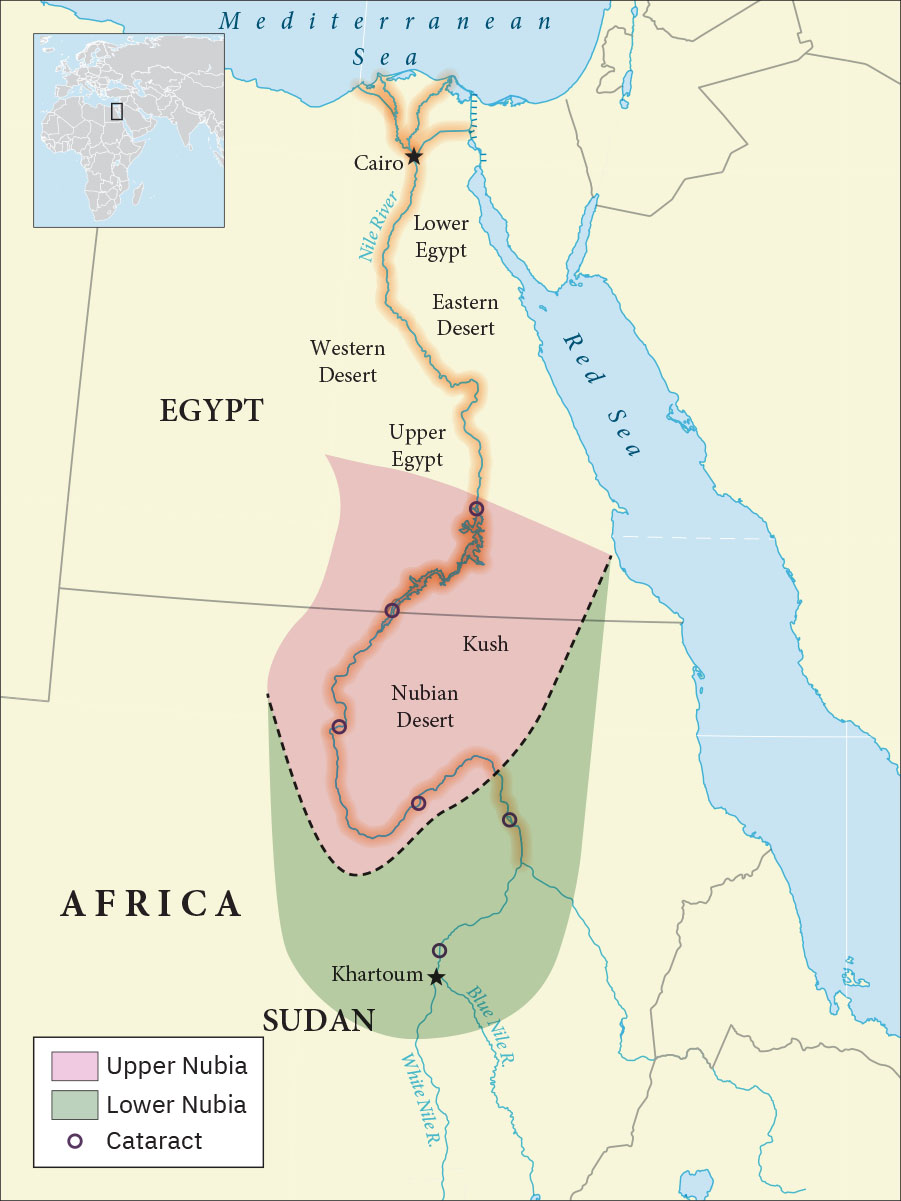 Mediterranean
Sea
Cairo
Nile River
Lower
Egypt
Eastern
Desert
Western
Desert
Red Sea
EGYPT
Upper
Egypt
Kush
Nubian
Desert
AFRICA
Khartoum
Blue Nile R.
SUDAN
White Nile R.
Upper Nubia
Lower Nubia
Cataract